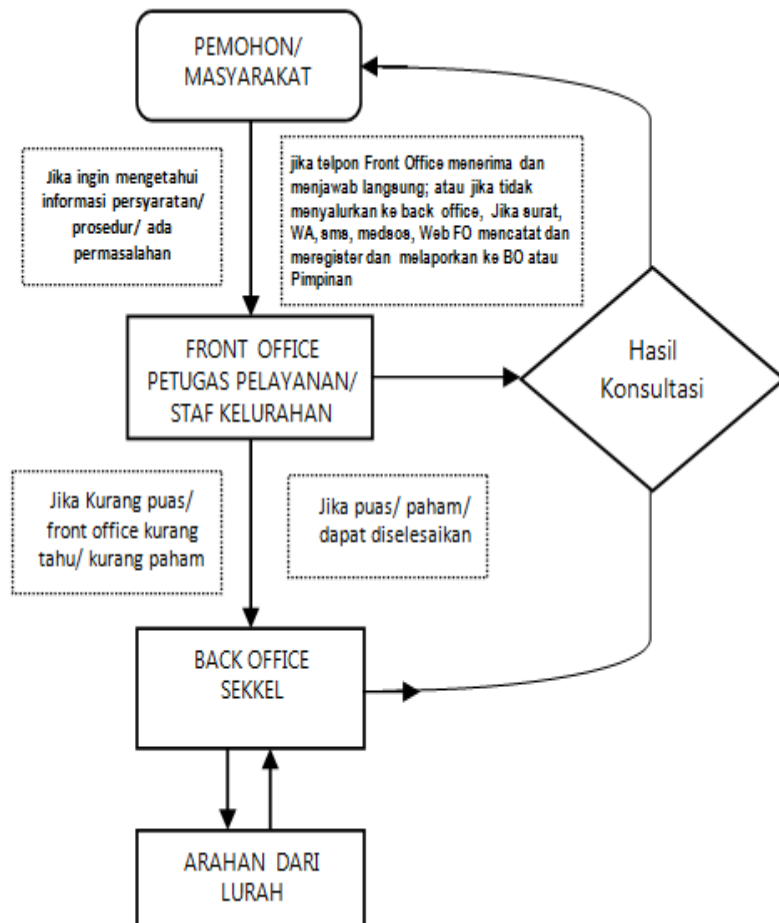 PEMOHON/
MASYARAKAT
Jika ingin mengetahui
informasi persyaratan/
prosedur/ ada
permasalahan
jika telpon Front Office menerima dan
menjawab langsung; atau jika tidak
menyalurkan ke back office, Jika surat,
WA, sms, medsos, Web FO mencatat dan
meregister dan melaporkan ke BO atau
Pimpinan
FRONT OFFICE
PETUGAS PELAYANAN/
STAF KELURAHAN
Hasil
Konsultasi
Jika Kurang puas/
front office kurang
tahu/ kurang paham
Jika puas/ paham/
dapat diselesaikan
BACK OFFICE
SEKKEL
ARAHAN DARI
LURAH